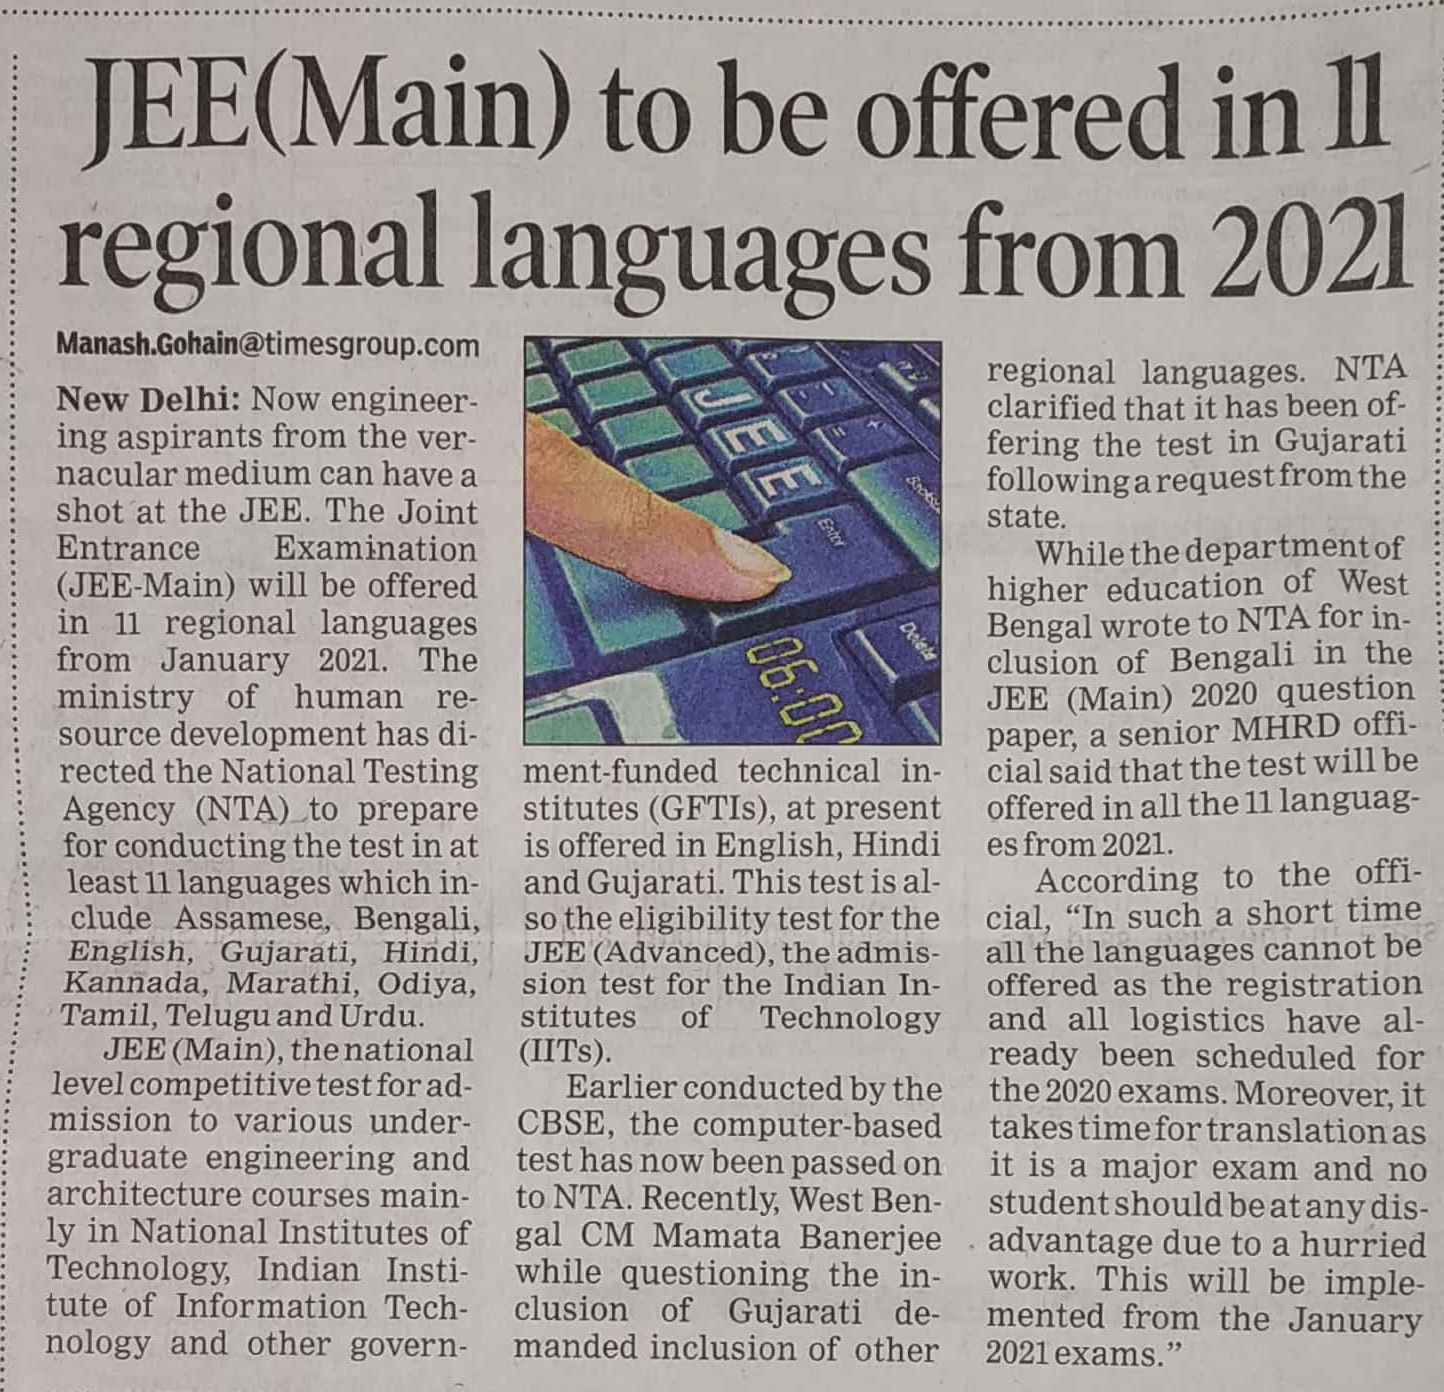 JEE(Main) to be offered in 11
regional languages from 2021
Manash.Gohain@timesgroup.com
New Delhi: Now engineer-
ing aspirants from the ver-
nacular medium can have a
shot at the JEE. The Joint
Entrance Examination
(JEE-Main) will be offered
in 11 regional languages
from January 2021. The
ministry of human re-
source development has di-
rected the National Testing
Agency (NTA) to prepare
for conducting the test in at
least 11 languages which in-
clude Assamese, Bengali,
English, Gujarati, Hindi,
Kannada, Marathi, Odiya,
Tamil, Telugu and Urdu.
JEE (Main), the national
level competitive test for ad-
mission to various under-
graduate engineering and
architecture courses main-
ly in National Institutes of
Technology, Indian Insti-
tute of Information Tech-
nology and other govern-
JEE
Enter
Delete
06:00
ment-funded technical in-
stitutes (GFTIs), at present
is offered in English, Hindi
and Gujarati. This test is al-
so the eligibility test for the
JEE (Advanced), the admis-
sion test for the Indian In-
stitutes of Technology
(IITs).
Earlier conducted by the
CBSE, the computer-based
test has now been passed on
to NTA. Recently, West Ben-
gal CM Mamata Banerjee
while questioning the in-
clusion of Gujarati de-
manded inclusion of other
regional languages. NTA
clarified that it has been of-
fering the test in Gujarati
following a request from the
state.
While the department of
higher education of West
Bengal wrote to NTA for in-
clusion of Bengali in the
JEE (Main) 2020 question
paper, a senior MHRD offi-
cial said that the test will be
offered in all the 11 languag-
es from 2021.
According to the offi-
cial, “In such a short time
all the languages cannot be
offered as the registration
and all logistics have al-
ready been scheduled for
the 2020 exams. Moreover, it
takes time for translation as
it is a major exam and no
student should be at any dis-
advantage due to a hurried
work. This will be imple-
mented from the January
2021 exams.”